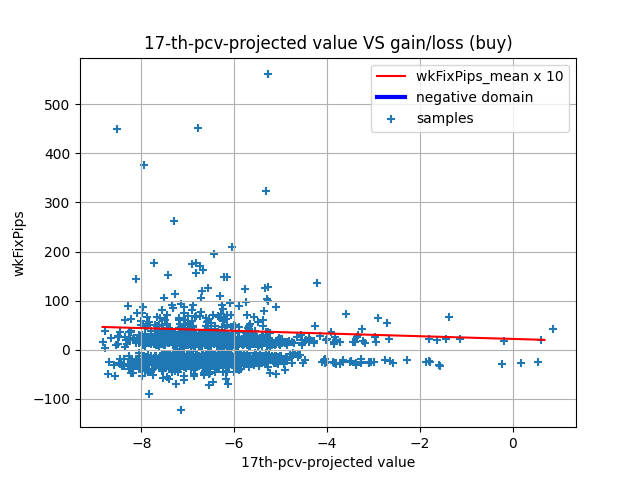 17-th-pcv-projected value VS gain/loss (buy)
wkFixPips_mean x 10
negative domain
samples
500
400
300
200
100
0
−100
wkFixPips
−8
−6
−4
−2
0
17th-pcv-projected value